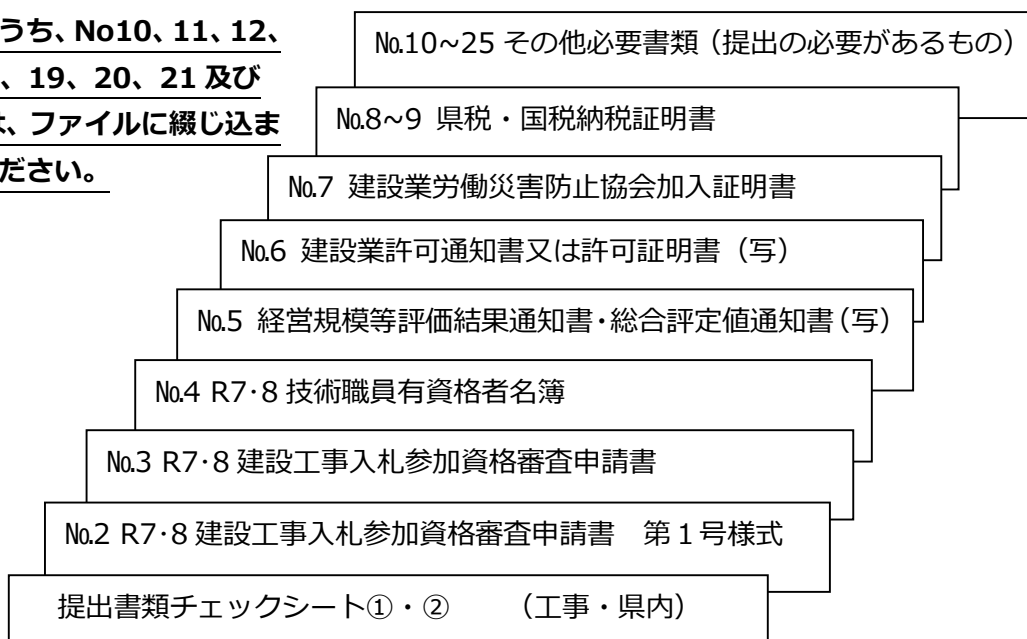 うち、No10、11、12、
、19、20、21 及び
、ファイルに綴じ込ま
ださい。
№10~25 その他必要書類（提出の必要があるもの）
№8~9 県税・国税納税証明書
№7 建設業労働災害防止協会加入証明書
№6 建設業許可通知書又は許可証明書（写）
№5 経営規模等評価結果通知書･総合評定値通知書（写）
№4 R7･8 技術職員有資格者名簿
№3 R7･8 建設工事入札参加資格審査申請書
№2 R7･8 建設工事入札参加資格審査申請書　第１号様式
提出書類チェックシート①・②　　（工事・県内）